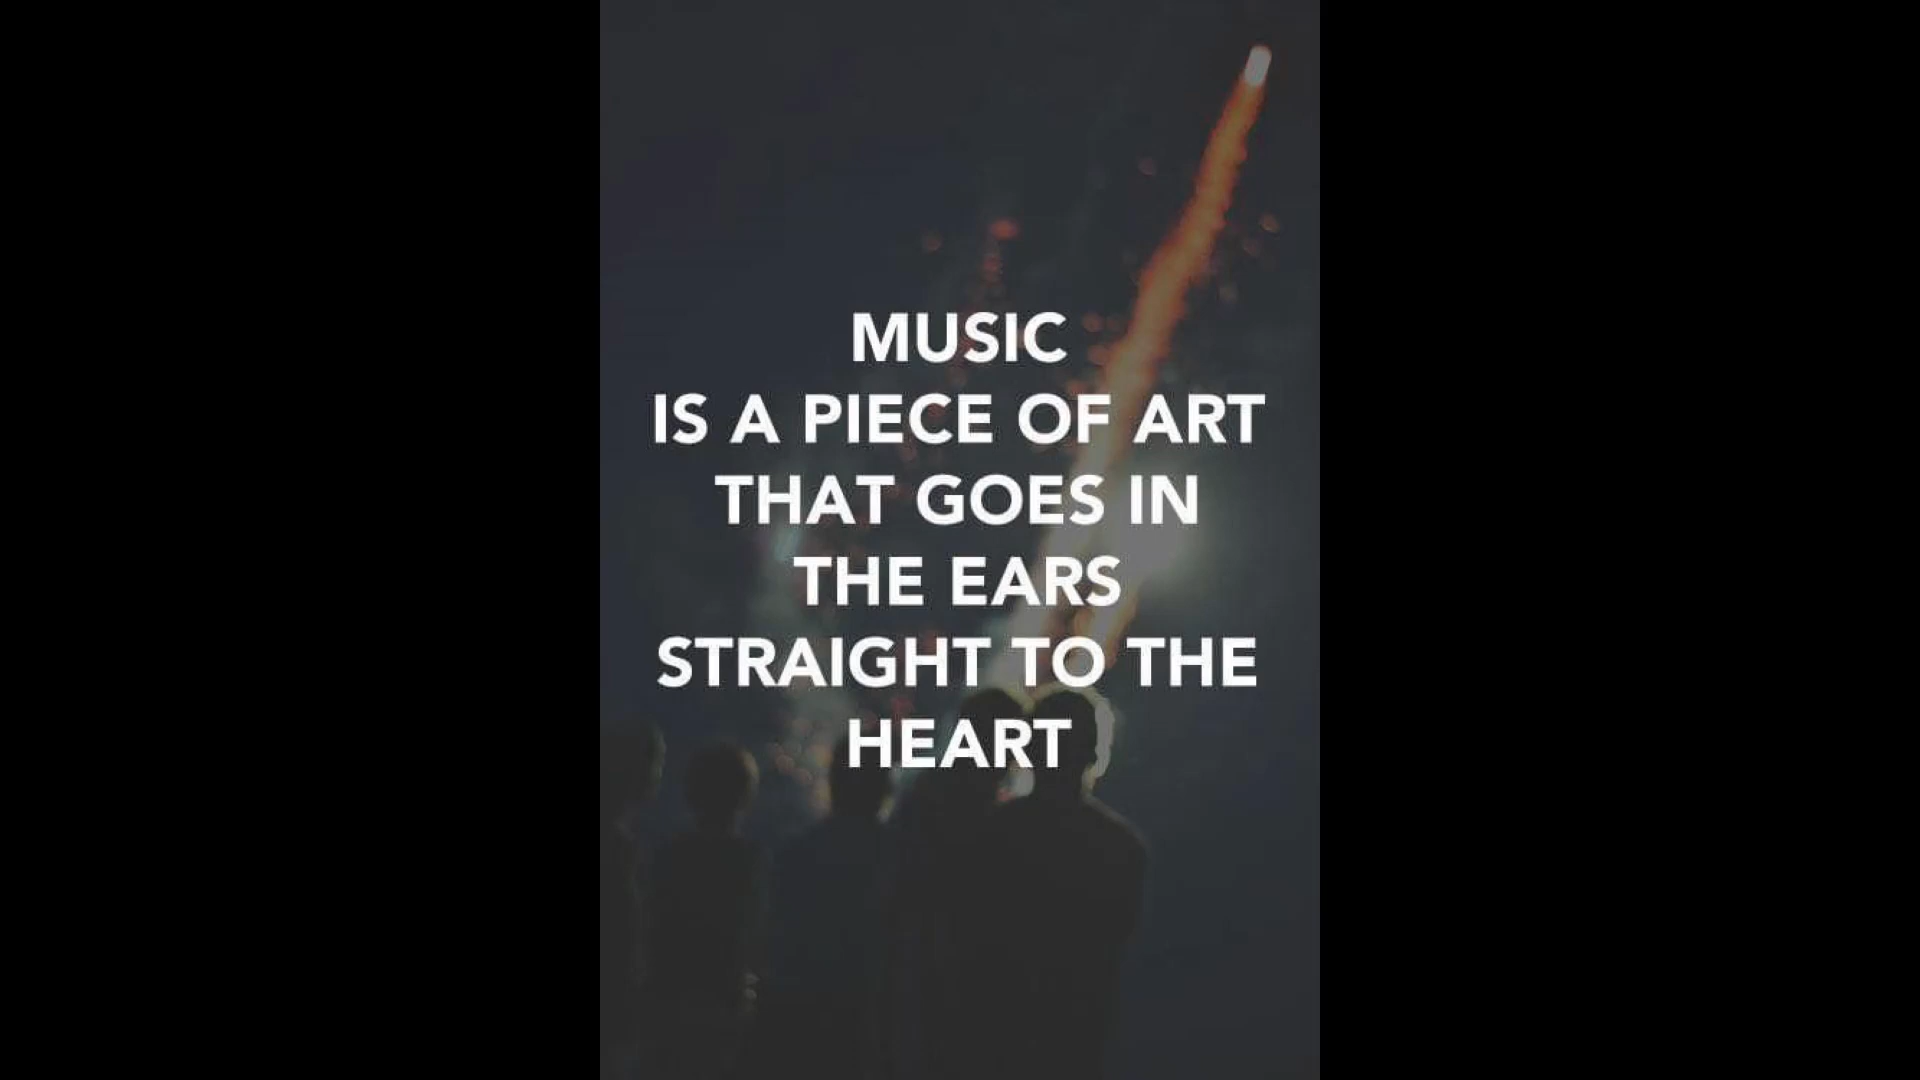 MUSIC
IS A PIECE OF ART
THAT GOES IN
THE EARS
STRAIGHT TO THE
HEART